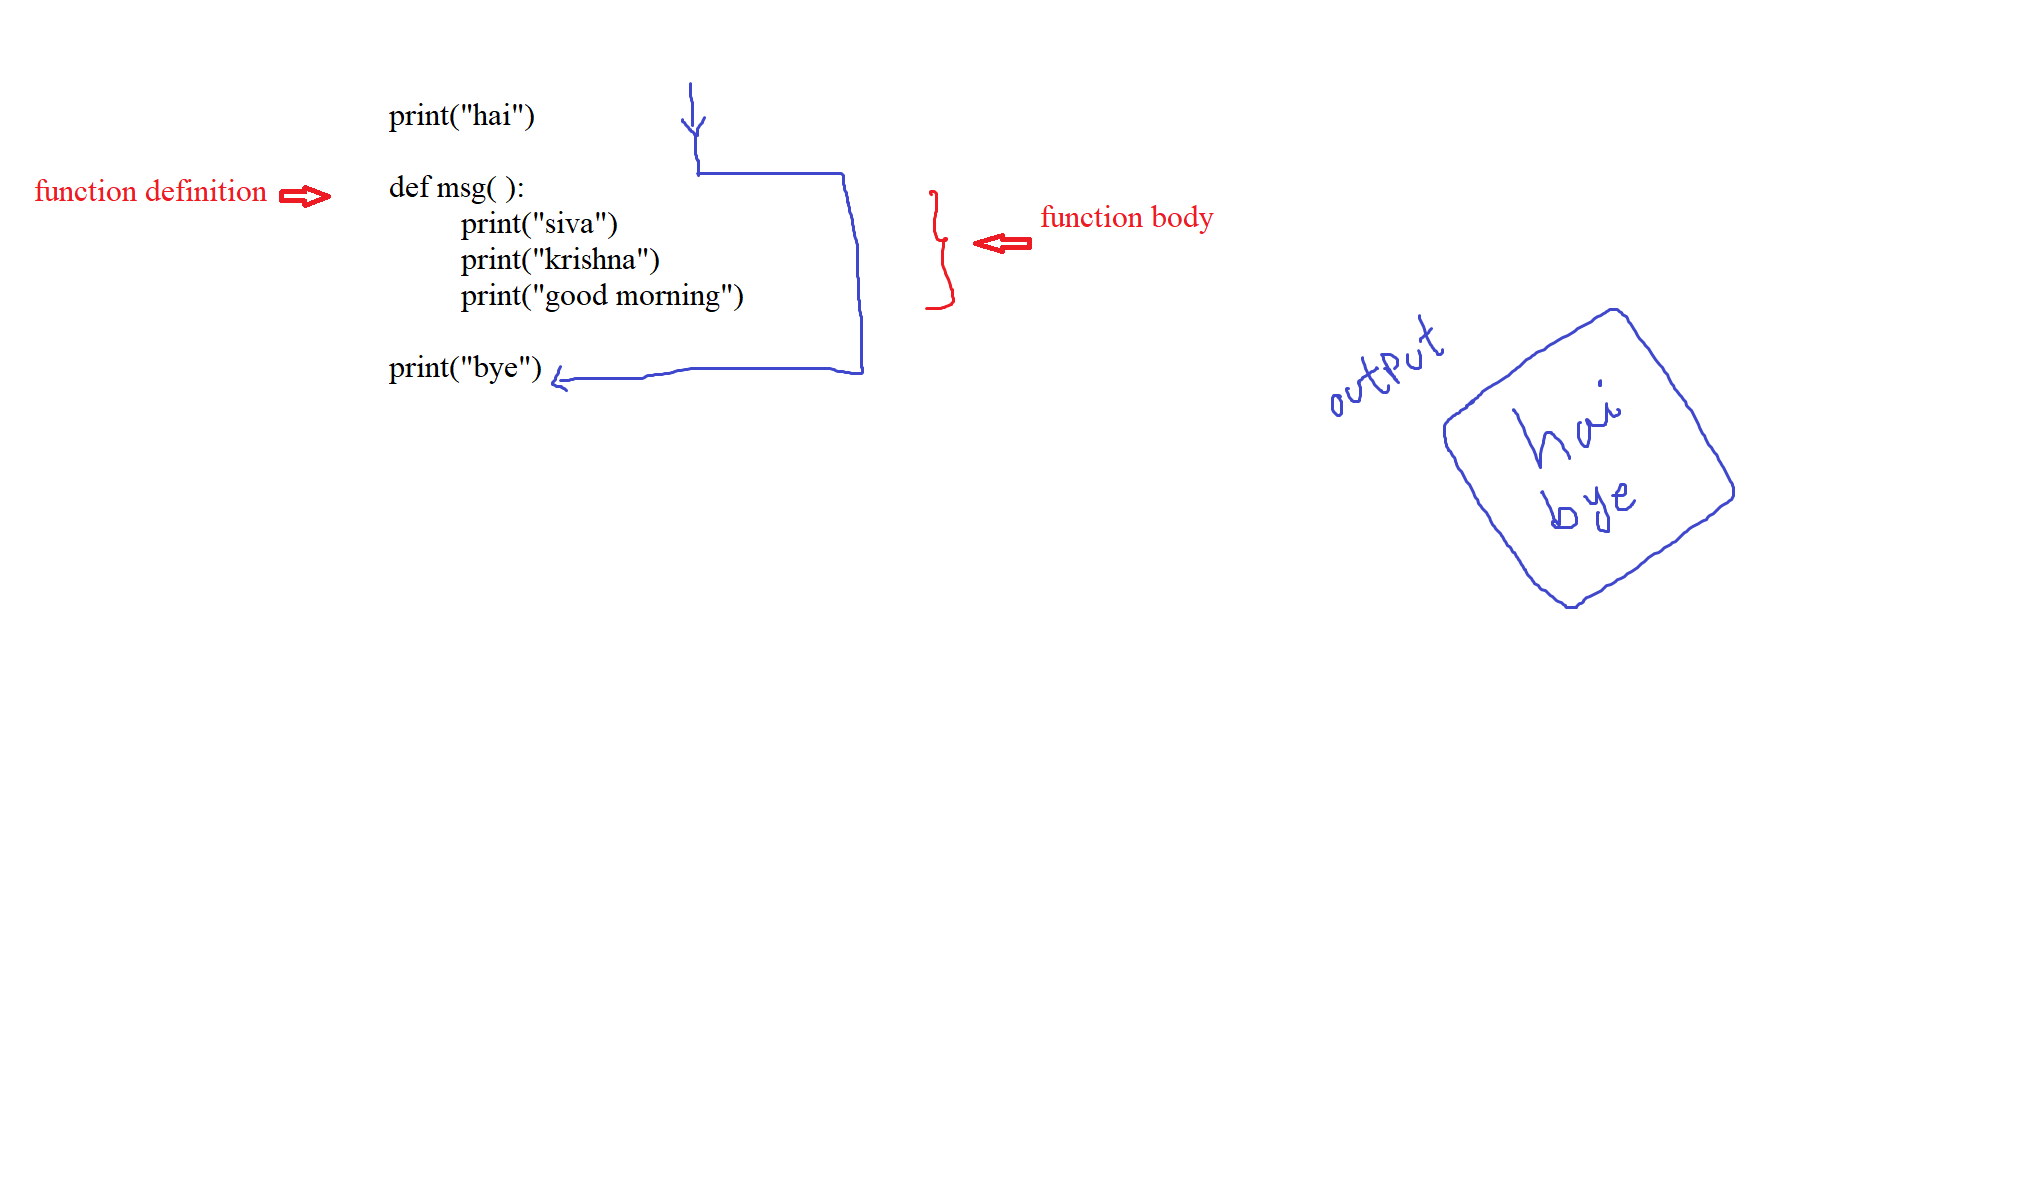 print("hai")
function definition
def msg( ):
print("siva")
print("krishna")
print("good morning")
function body
print("bye")
output
hai
bye